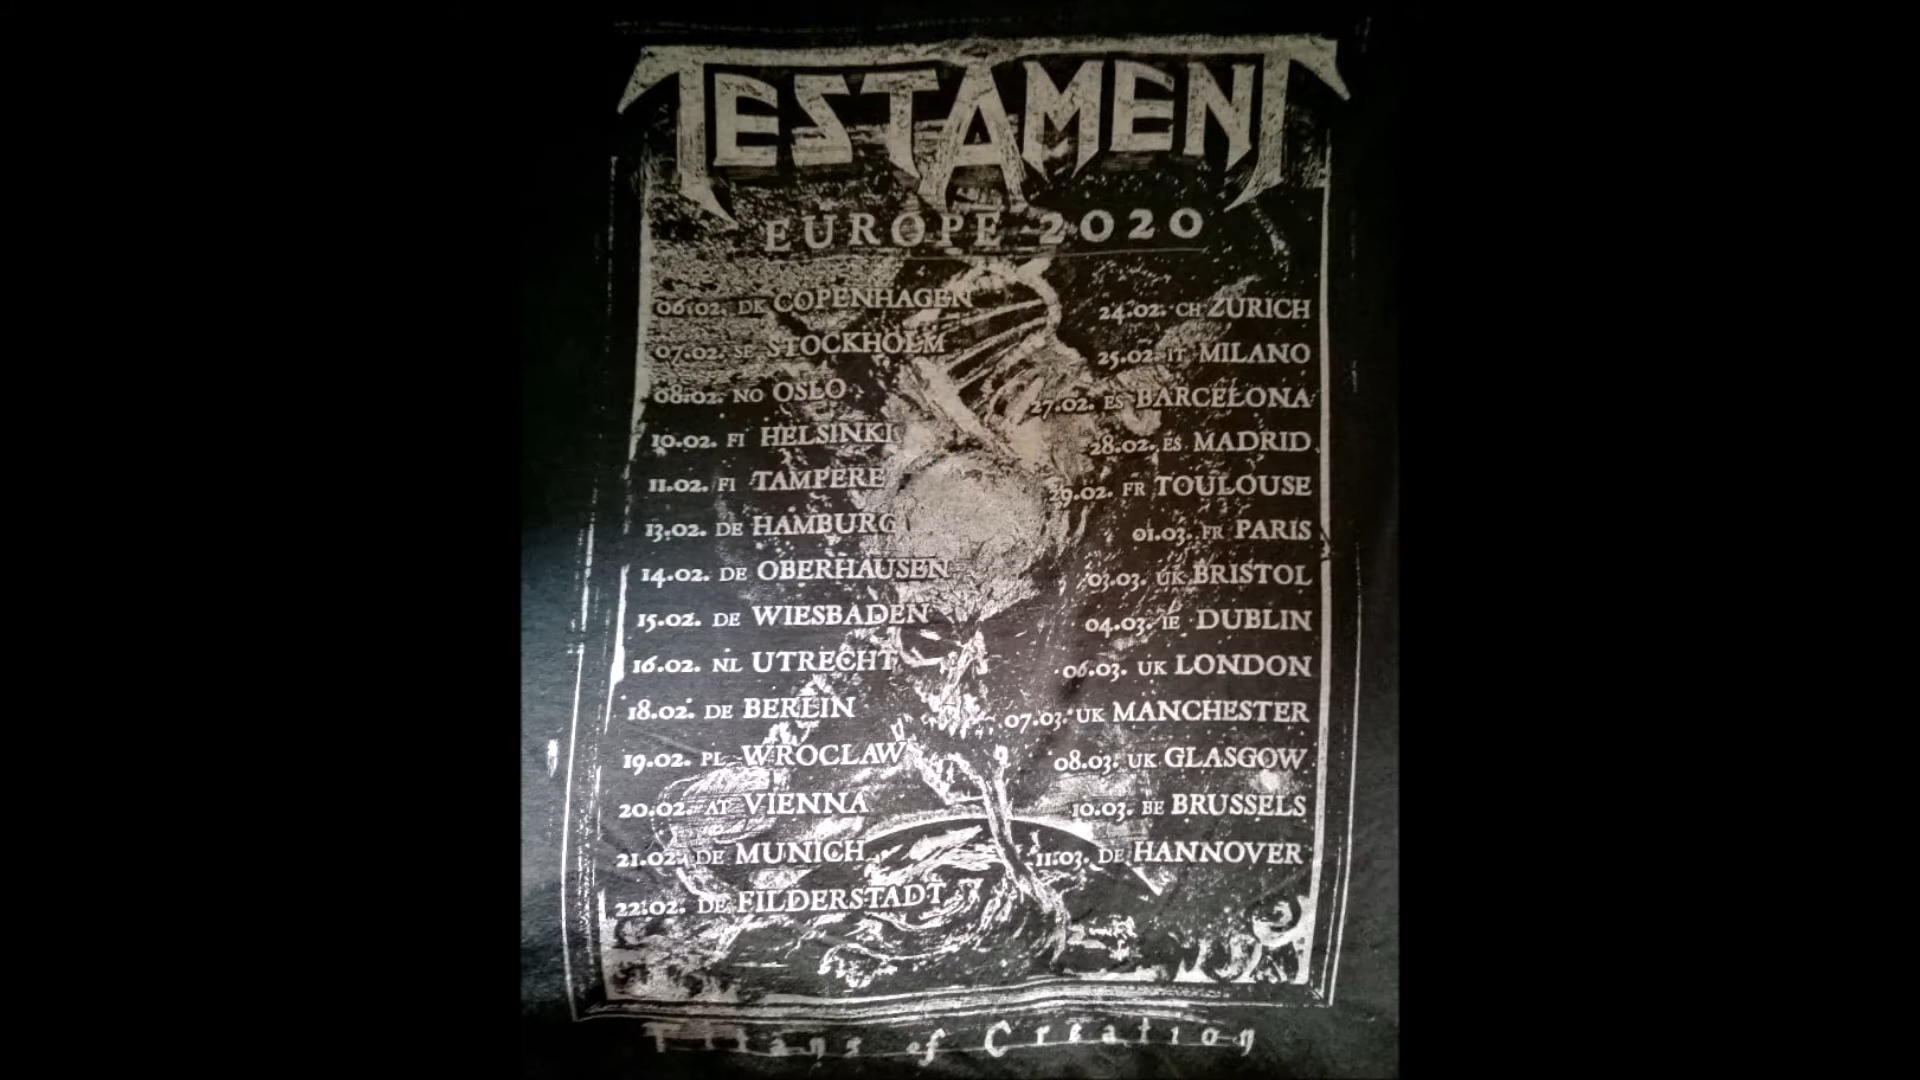 TESTAMENT
EUROPE 2020
06.02. DK COPENHAGEN
07.02. SE STOCKHOLM
08.02. NO OSLO
10.02. FI HELSINKI
11.02. FI TAMPERE
13.02. DE HAMBURG
14.02. DE OBERHAUSEN
15.02. DE WIESBADEN
16.02. NL UTRECHT
18.02. DE BERLIN
19.02. PL WROCLAW
20.02. AT VIENNA
21.02. DE MUNICH
22.02. DE FILDERSTADT
24.02. CH ZURICH
25.02. IT MILANO
27.02. ES BARCELONA
28.02. ES MADRID
29.02. FR TOULOUSE
01.03. FR PARIS
03.03. UK BRISTOL
04.03. IE DUBLIN
06.03. UK LONDON
07.03. UK MANCHESTER
08.03. UK GLASGOW
10.03. BE BRUSSELS
11.03. DE HANNOVER
Titans of Creation